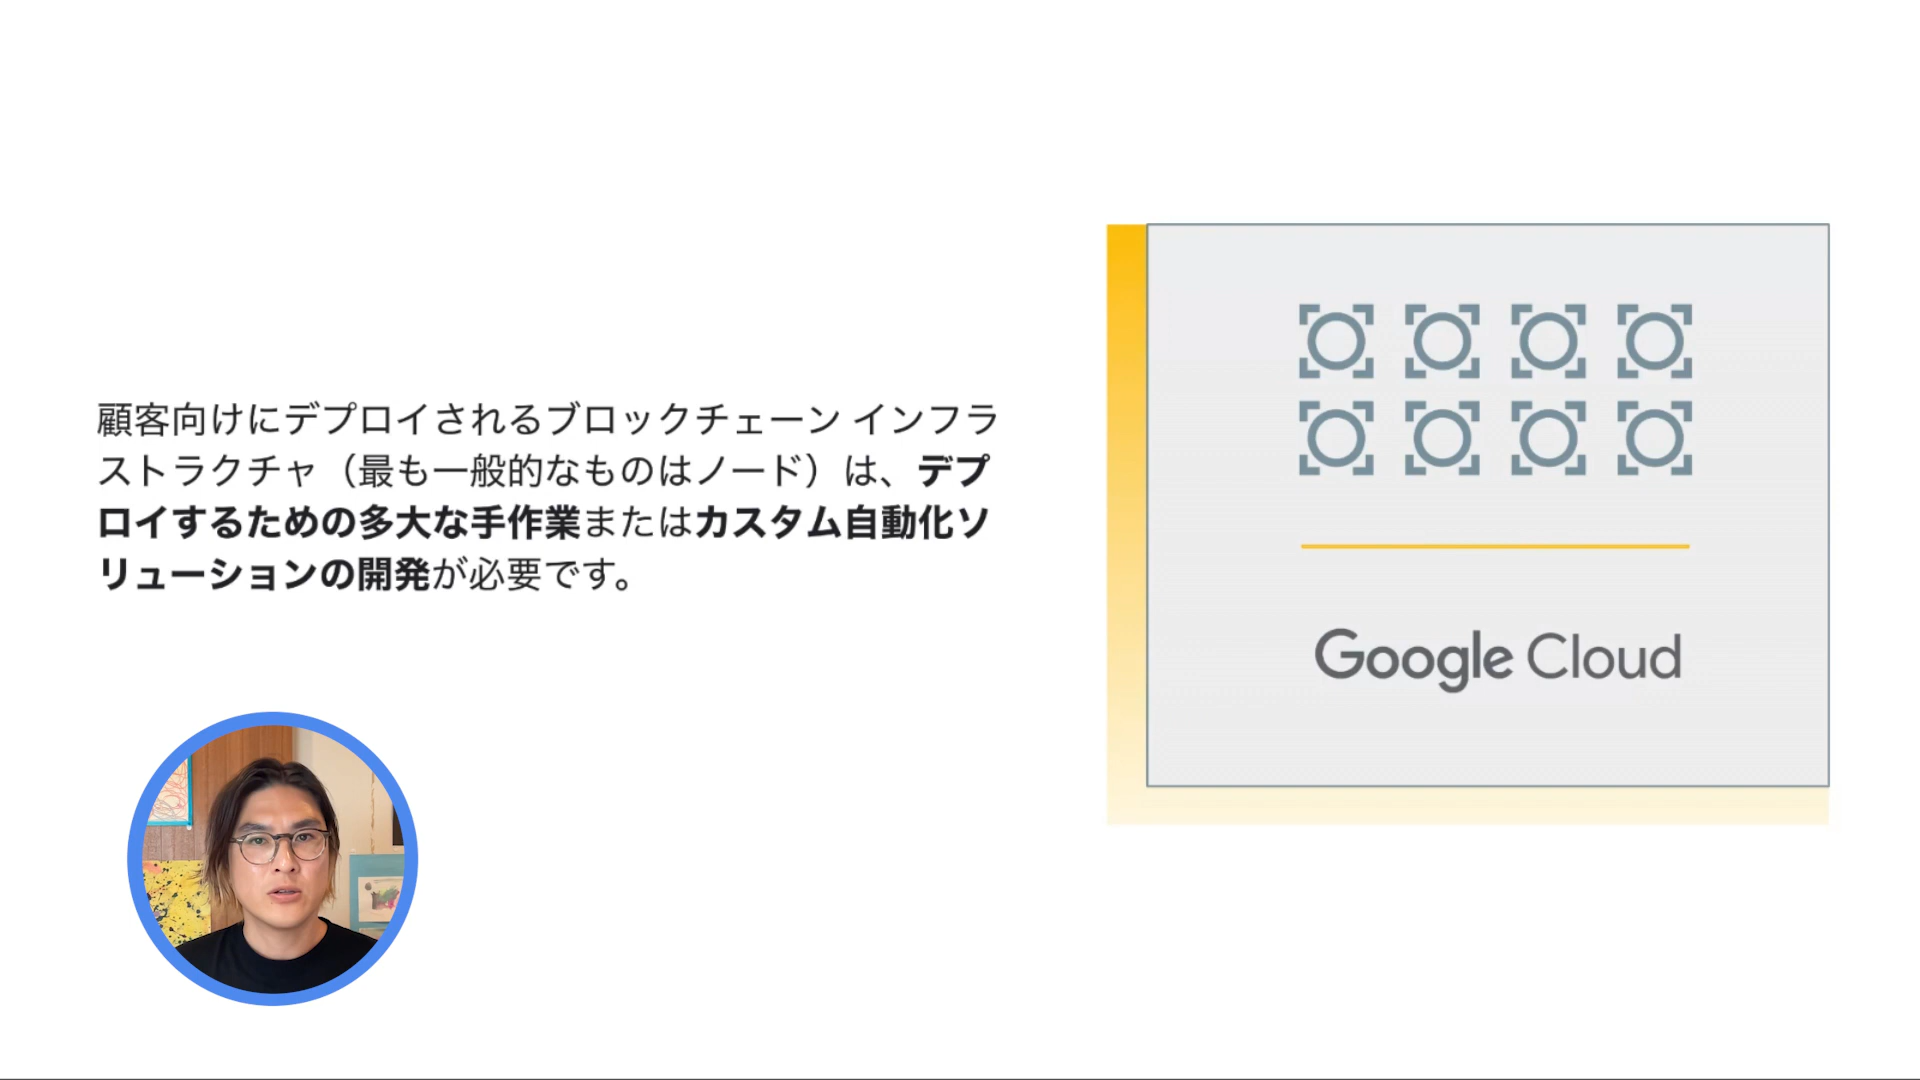 顧客向けにデプロイされるブロックチェーン インフラ
ストラクチャ（最も一般的なものはノード）は、デプ
ロイするための多大な手作業またはカスタム自動化ソ
リューションの開発が必要です。
Google Cloud